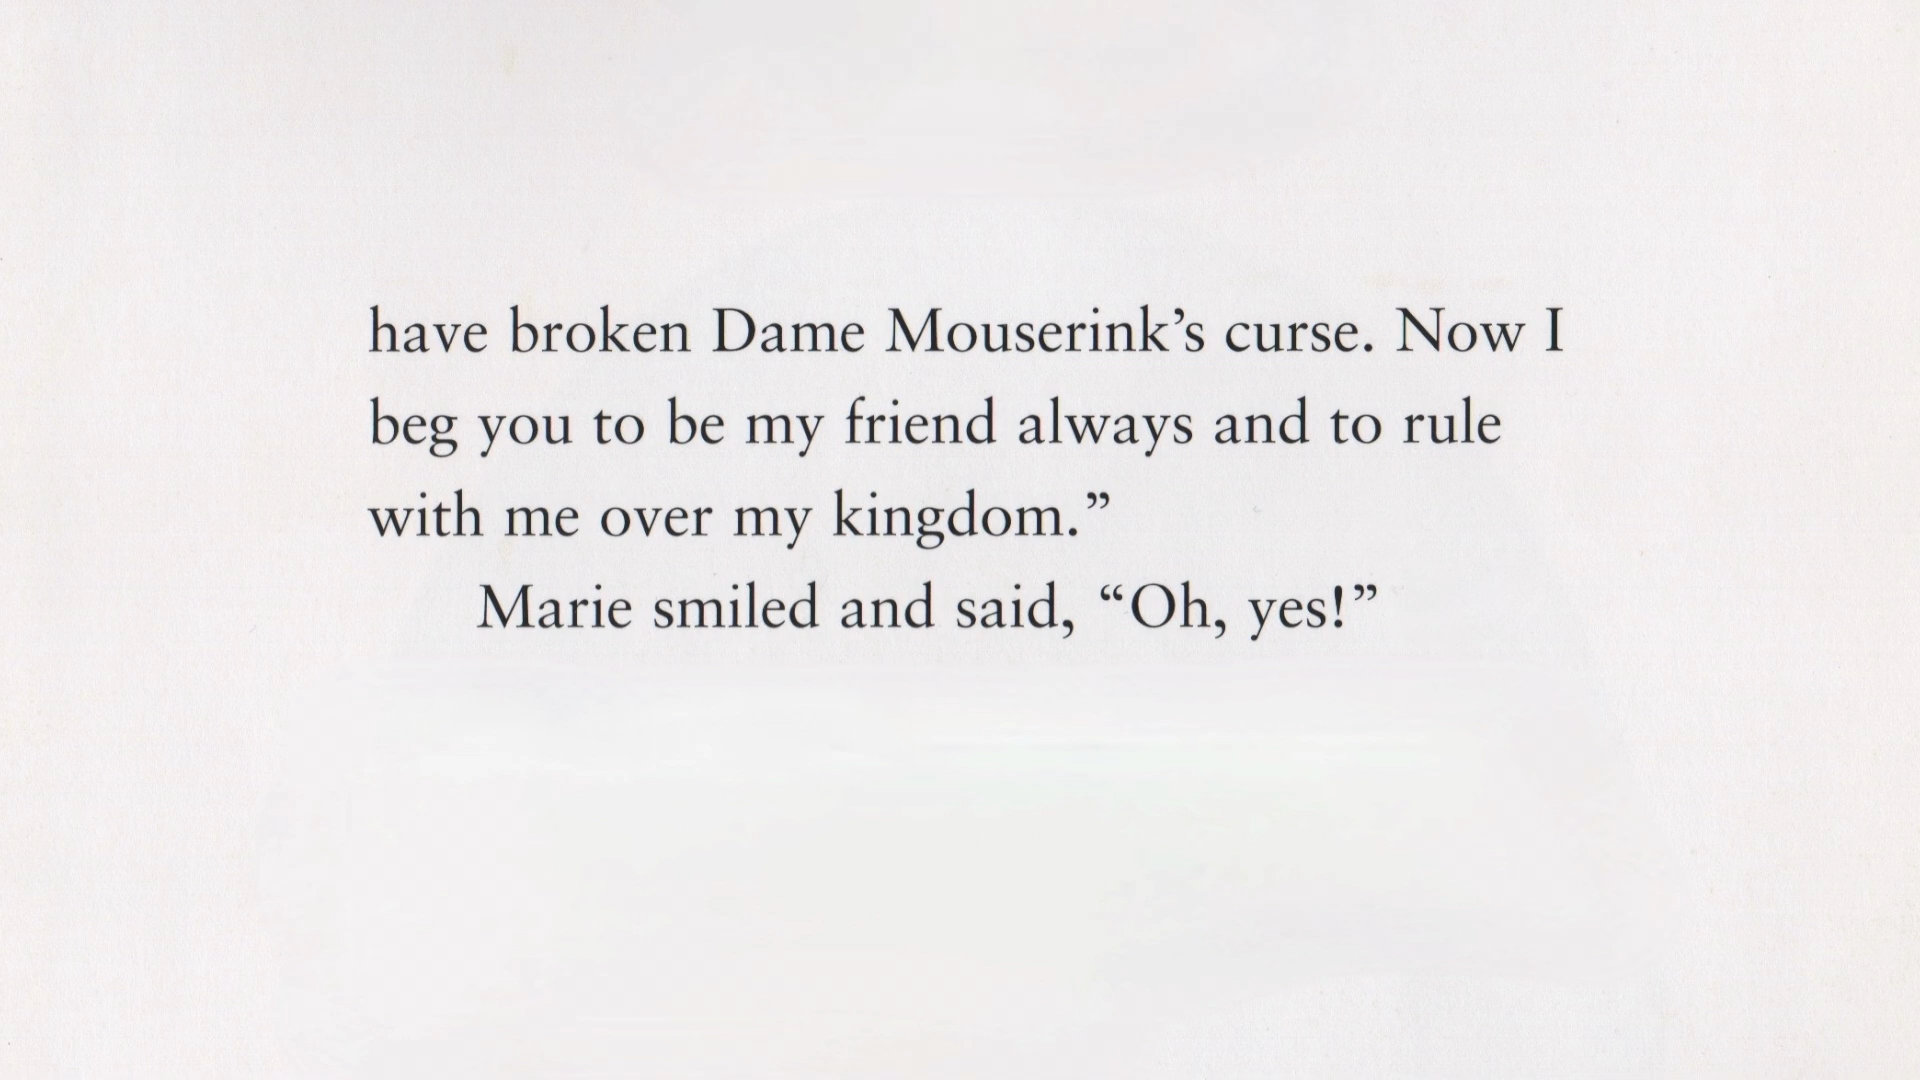 have broken Dame Mouserink’s curse. Now I
beg you to be my friend always and to rule
with me over my kingdom.”
Marie smiled and said, “Oh, yes!”